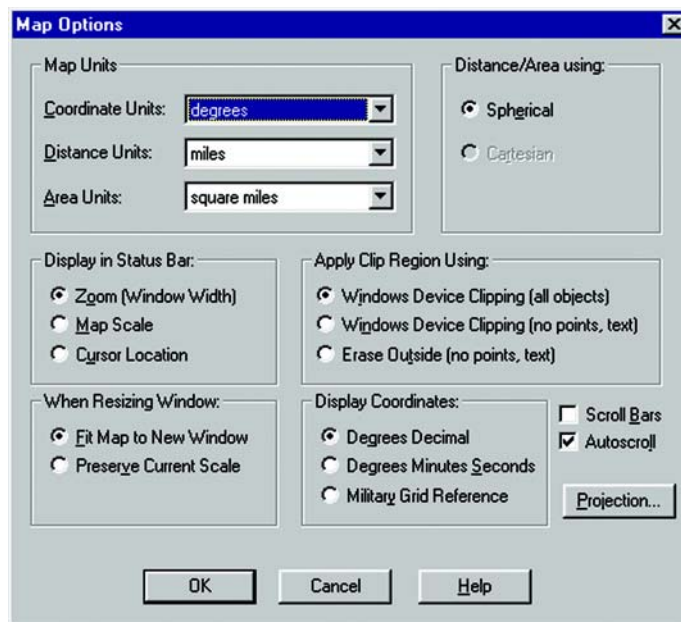 Map Options
Map Units
Coordinate Units: degrees
Distance Units: miles
Area Units: square miles
Distance/Area using:
Spherical
Cartesian
Display in Status Bar:
Zoom (Window Width)
Map Scale
Cursor Location
Apply Clip Region Using:
Windows Device Clipping (all objects)
Windows Device Clipping (no points, text)
Erase Outside (no points, text)
When Resizing Window:
Fit Map to New Window
Preserve Current Scale
Display Coordinates:
Degrees Decimal
Degrees Minutes Seconds
Military Grid Reference
Scroll Bars
Autoscroll
Projection...
OK
Cancel
Help